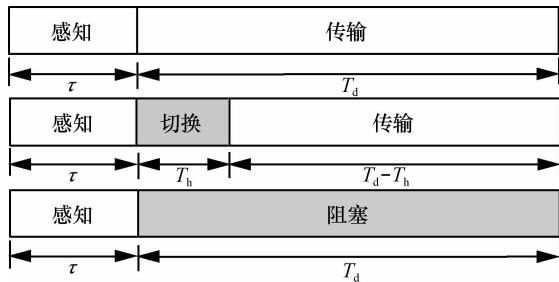 感知 传输
τ T_d
感知 切换 传输
τ T_h T_d-T_h
感知 阻塞
τ T_d